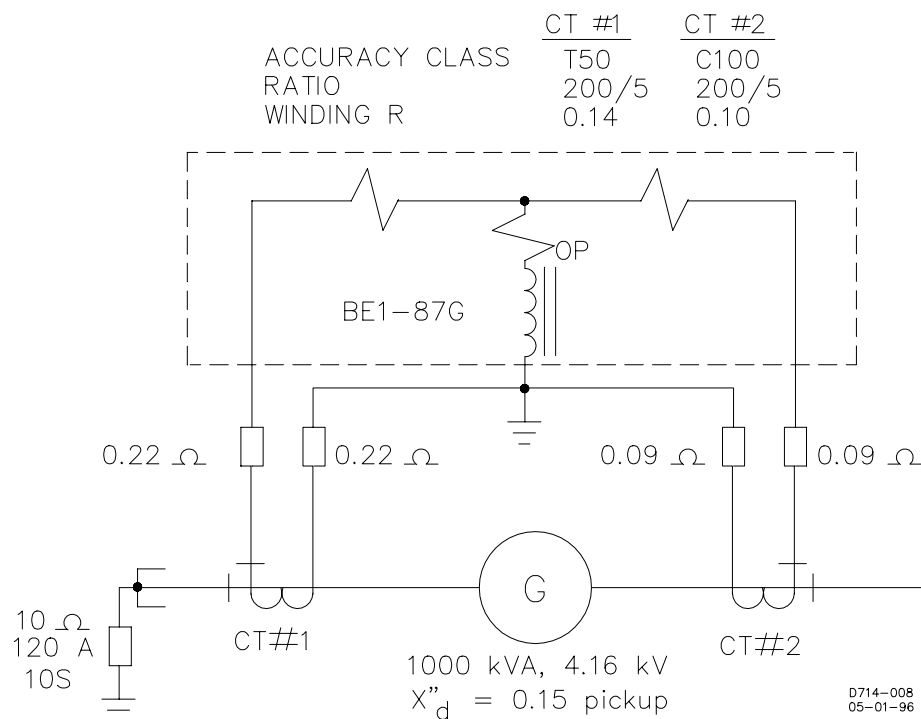 CT #1 CT #2
ACCURACY CLASS T50 C100
RATIO 200/5 200/5
WINDING R 0.14 0.10
OP
BE1-87G
0.22 Ω 0.22 Ω 0.09 Ω 0.09 Ω
G
10 Ω
120 A
10S
CT#1
CT#2
1000 kVA, 4.16 kV
X"d = 0.15 pickup
D714-008
05-01-96